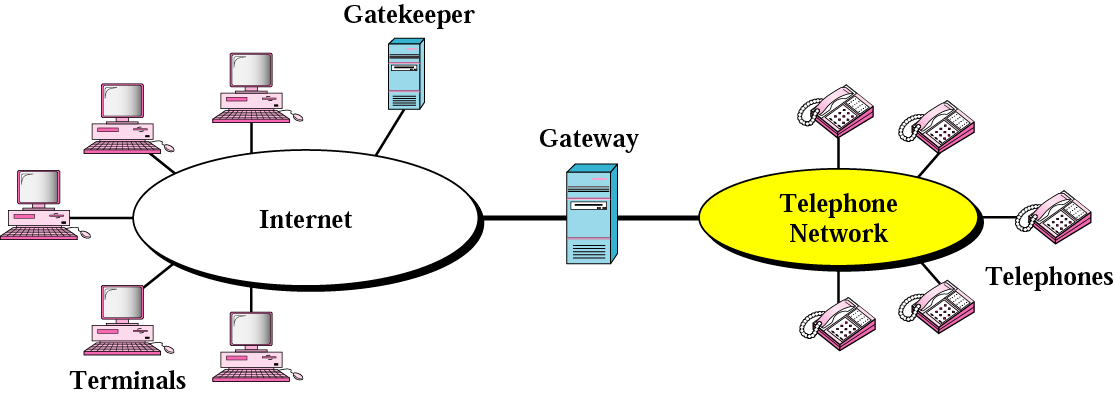 Gatekeeper
Gateway
Internet
Telephone
Network
Telephones
Terminals